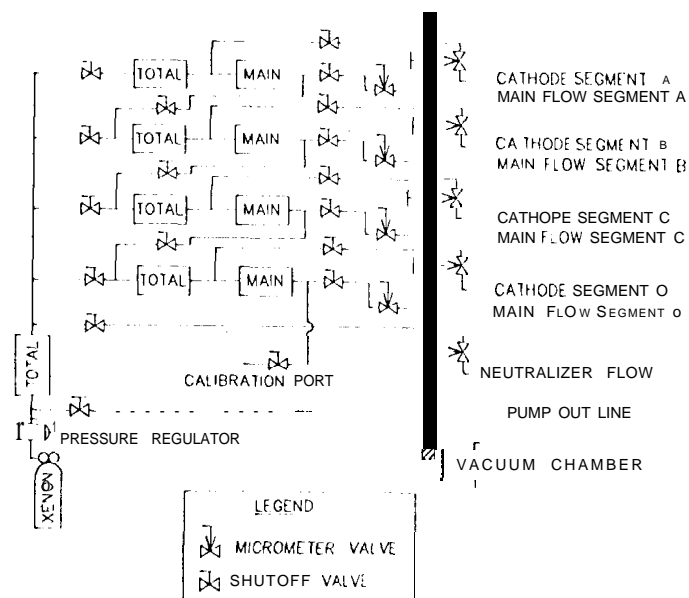 TOTAL MAIN
CATHODE SEGMENT A
MAIN FLOW SEGMENT A
TOTAL MAIN
CATHODE SEGMENT B
MAIN FLOW SEGMENT B
TOTAL MAIN
CATHOPE SEGMENT C
MAIN FLOW SEGMENT C
TOTAL MAIN
CATHODE SEGMENT O
MAIN FLOW SEGMENT o
TOTAL
CALIBRATION PORT
NEUTRALIZER FLOW
PUMP OUT LINE
PRESSURE REGULATOR
VACUUM CHAMBER
XENON
LEGEND
MICROMETER VALVE
SHUTOFF VALVE